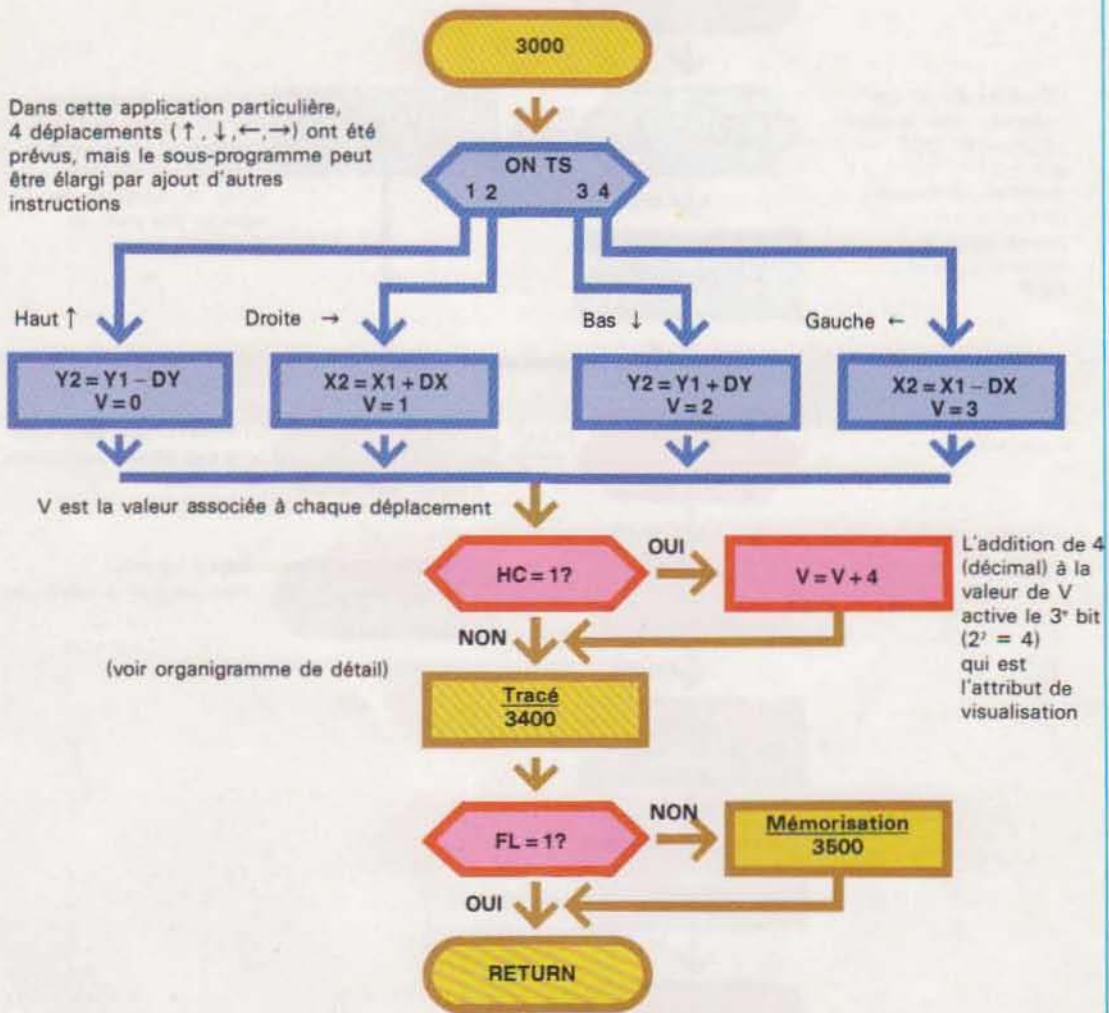 3000
Dans cette application particulière,
4 déplacements (↑, ↓, ←, →) ont été
prévus, mais le sous-programme peut
être élargi par ajout d'autres
instructions
ON TS
1 2 3 4
Haut ↑
Droite →
Bas ↓
Gauche ←
Y2 = Y1 – DY
V = 0
X2 = X1 + DX
V = 1
Y2 = Y1 + DY
V = 2
X2 = X1 – DX
V = 3
V est la valeur associée à chaque déplacement
HC = 1?
OUI
V = V + 4
L'addition de 4
(décimal) à la
valeur de V
active le 3ᵉ bit
(2² = 4)
qui est
l'attribut de
visualisation
NON
(voir organigramme de détail)
Tracé
3400
FL = 1?
NON
Mémorisation
3500
OUI
RETURN